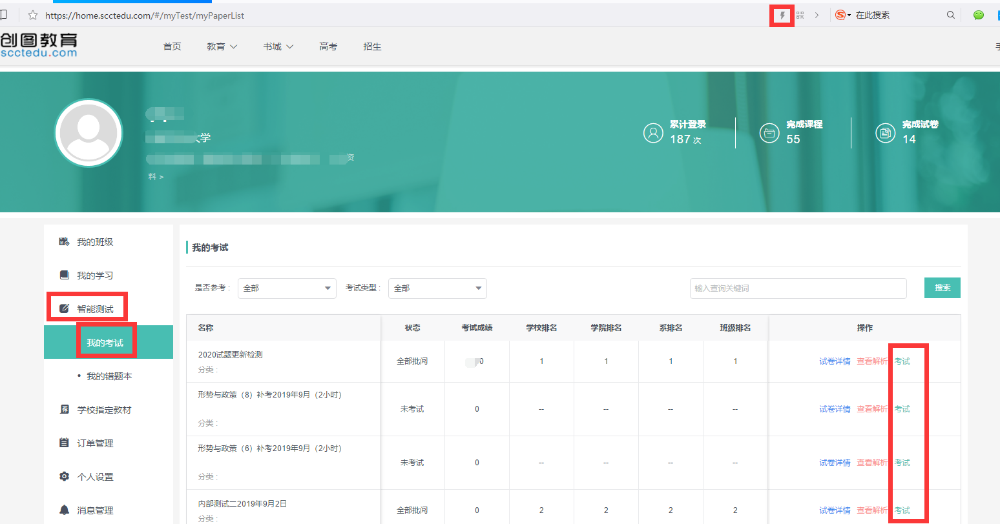 https://home.scctedu.com/#/myTest/myPaperList
在此搜索
创图教育
scctedu.com
首页 教育 书城 高考 招生
大学
资
料 >
累计登录
187 次
完成课程
55
完成试卷
14
我的班级
我的学习
智能测试
我的考试
• 我的错题本
学校指定教材
订单管理
个人设置
消息管理
我的考试
是否参考： 全部 考试类型： 全部 输入查询关键词 搜索
名称 状态 考试成绩 学校排名 学院排名 系排名 班级排名 操作
2020试题更新检测
分类：
全部批阅 0 1 1 1 1 试卷详情 查看解析 考试
形势与政策（8）补考2019年9月（2小时）
分类：
未考试 0 -- -- -- -- 试卷详情 查看解析 考试
形势与政策（6）补考2019年9月（2小时）
分类：
未考试 0 -- -- -- -- 试卷详情 查看解析 考试
内部测试二2019年9月2日
分类：
全部批阅 0 2 2 2 2 试卷详情 查看解析 考试